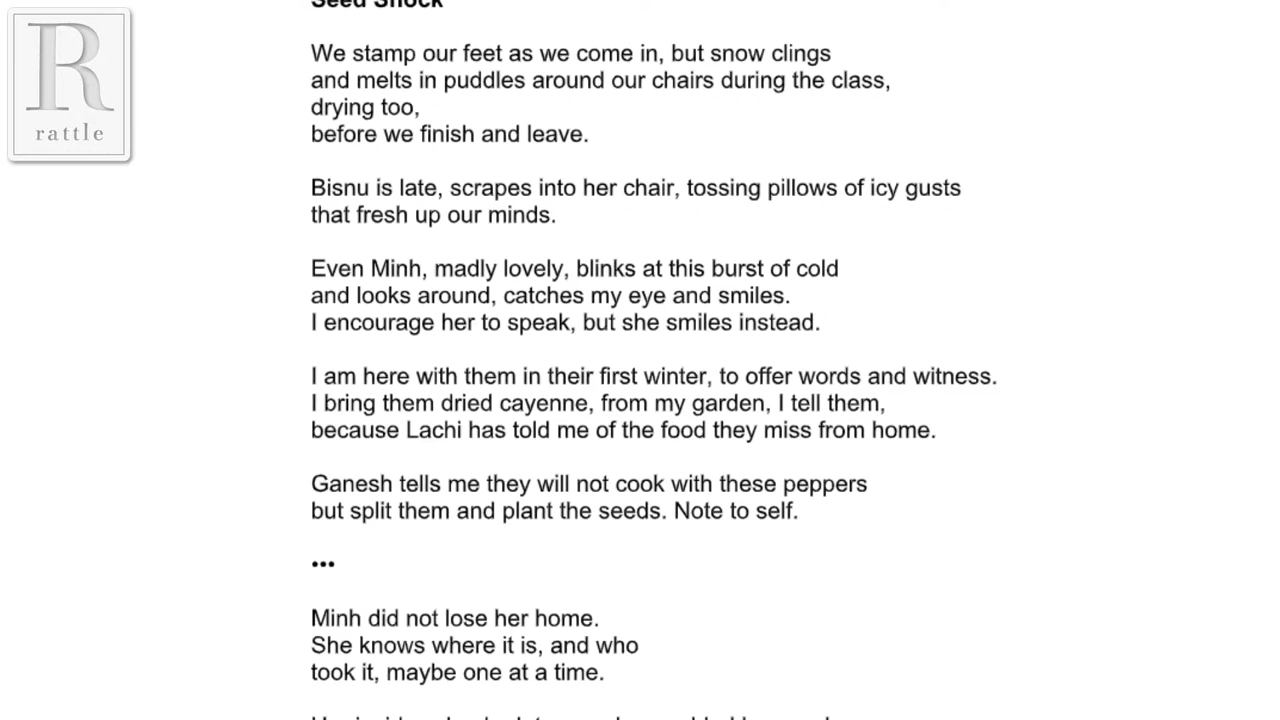 R
rattle
Seed Shock
We stamp our feet as we come in, but snow clings
and melts in puddles around our chairs during the class,
drying too,
before we finish and leave.
Bisnu is late, scrapes into her chair, tossing pillows of icy gusts
that fresh up our minds.
Even Minh, madly lovely, blinks at this burst of cold
and looks around, catches my eye and smiles.
I encourage her to speak, but she smiles instead.
I am here with them in their first winter, to offer words and witness.
I bring them dried cayenne, from my garden, I tell them,
because Lachi has told me of the food they miss from home.
Ganesh tells me they will not cook with these peppers
but split them and plant the seeds. Note to self.
•••
Minh did not lose her home.
She knows where it is, and who
took it, maybe one at a time.